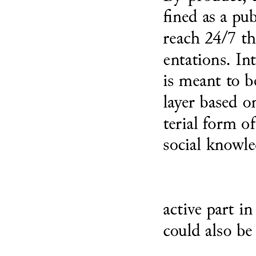 fined as a pub
reach 24/7 th
entations. Int
is meant to b
layer based on
terial form of
social knowle
active part in
could also be